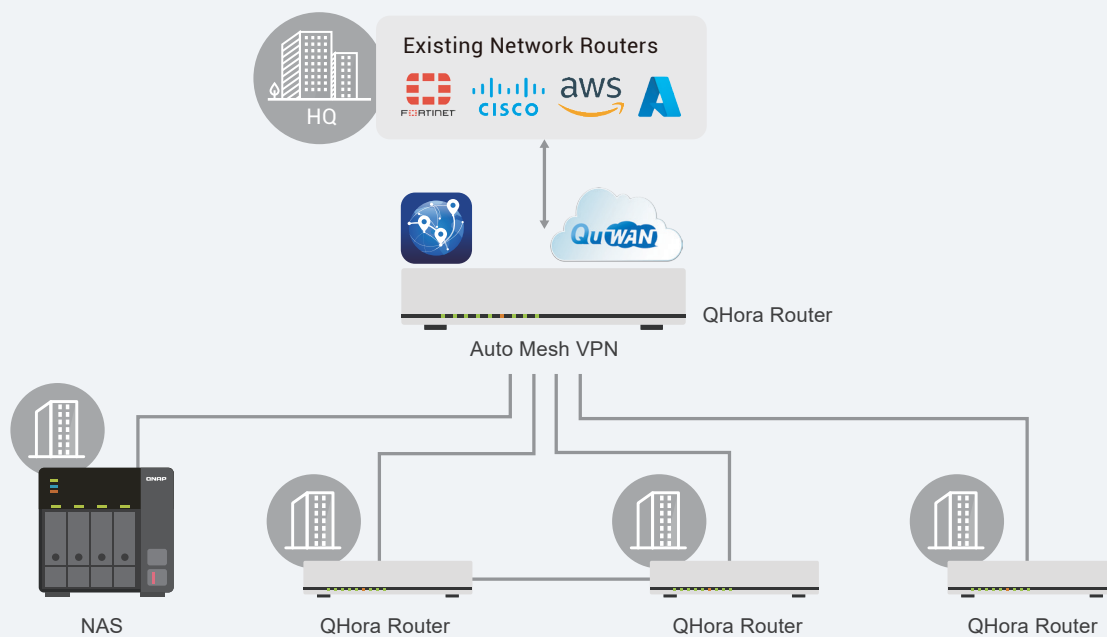 Existing Network Routers
FORTINET
CISCO
aws
HQ
QuWAN
QHora Router
Auto Mesh VPN
QNAP
NAS
QHora Router
QHora Router
QHora Router